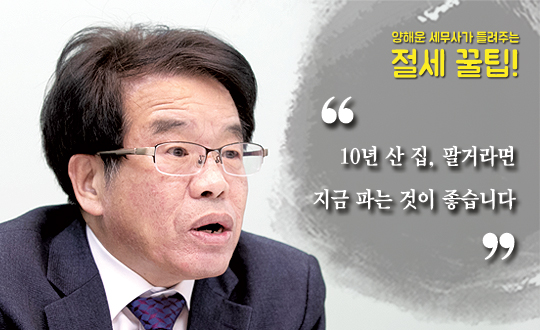 양해운 세무사가 들려주는
절세 꿀팁!
“
10년 산 집, 팔거라면
지금 파는 것이 좋습니다
”